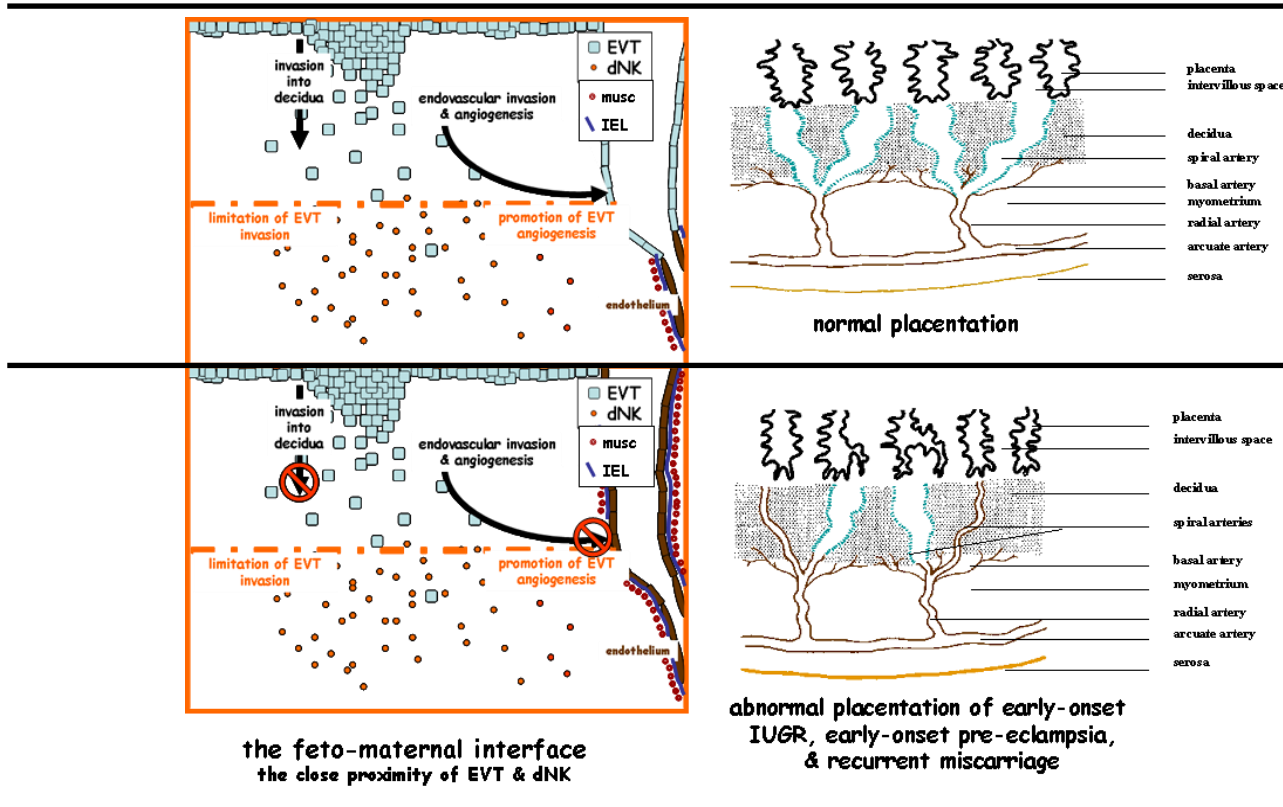 EVT
dNK
musc
IEL
invasion
into
decidua
endovascular invasion
& angiogenesis
limitation of EVT
invasion
promotion of EVT
angiogenesis
endothelium
placenta
intervillous space
decidua
spiral artery
basal artery
myometrium
radial artery
arcuate artery
serosa
normal placentation
EVT
dNK
musc
IEL
invasion
into
decidua
endovascular invasion
& angiogenesis
limitation of EVT
invasion
promotion of EVT
angiogenesis
endothelium
placenta
intervillous space
decidua
spiral arteries
basal artery
myometrium
radial artery
arcuate artery
serosa
abnormal placentation of early-onset
IUGR, early-onset pre-eclampsia,
& recurrent miscarriage
the feto-maternal interface
the close proximity of EVT & dNK